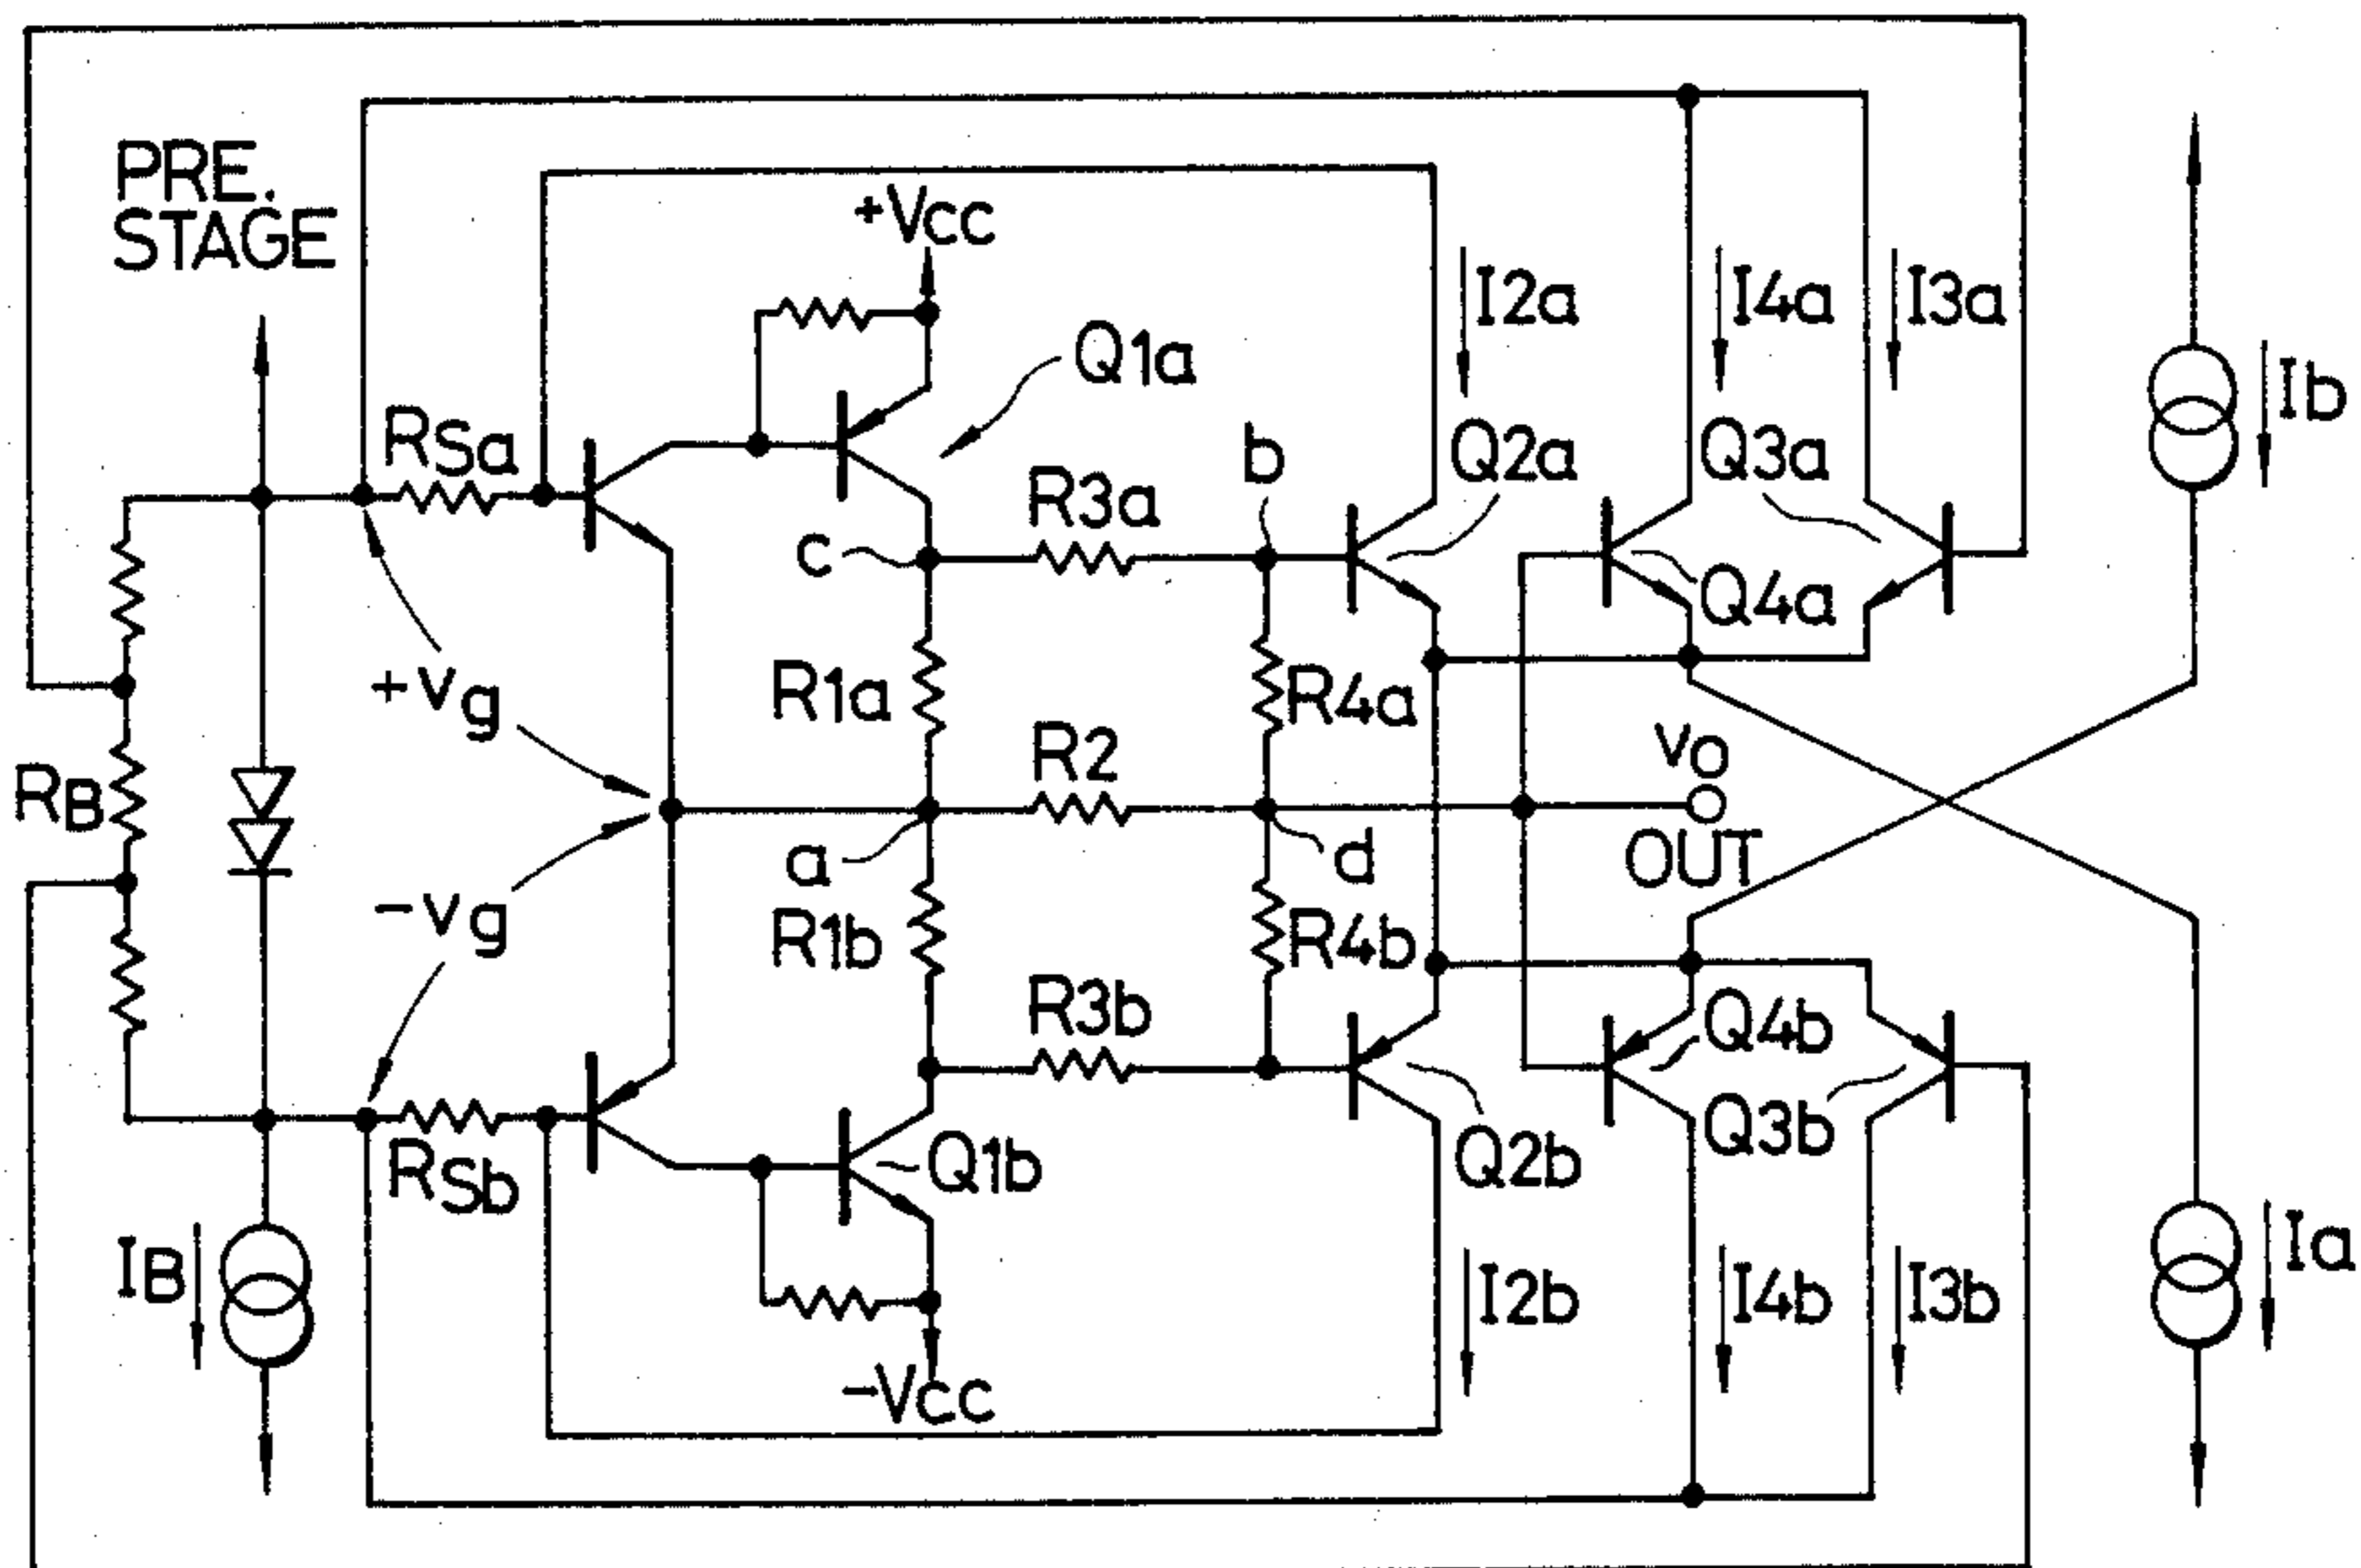 PRE.
STAGE
+VCC
I2a
I4a
I3a
Q1a
Ib
RSa
b
Q2a
Q3a
R3a
c
Q4a
+vg
R1a
R4a
R2
vO
RB
a
d
OUT
-vg
R1b
R4b
R3b
Q4b
Q1b
Q2b
Q3b
RSb
IB
I2b
I4b
I3b
Ia
-VCC